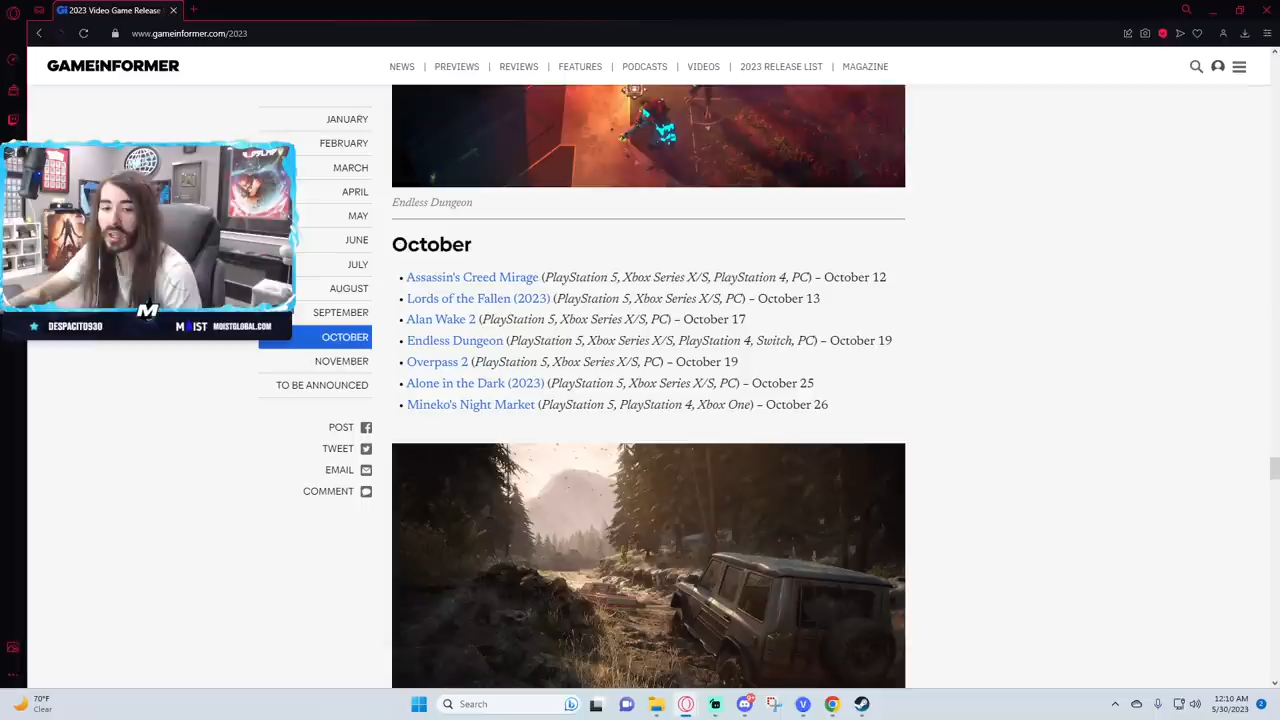 2023 Video Game Release
www.gameinformer.com/2023
GAMEINFORMER
NEWS | PREVIEWS | REVIEWS | FEATURES | PODCASTS | VIDEOS | 2023 RELEASE LIST | MAGAZINE
JANUARY
FEBRUARY
MARCH
APRIL
MAY
JUNE
JULY
AUGUST
SEPTEMBER
OCTOBER
NOVEMBER
TO BE ANNOUNCED
POST
TWEET
EMAIL
COMMENT
M
DESPACITO930
MOIST MOISTGLOBAL.COM
Endless Dungeon
October
• Assassin's Creed Mirage (PlayStation 5, Xbox Series X/S, PlayStation 4, PC) – October 12
• Lords of the Fallen (2023) (PlayStation 5, Xbox Series X/S, PC) – October 13
• Alan Wake 2 (PlayStation 5, Xbox Series X/S, PC) – October 17
• Endless Dungeon (PlayStation 5, Xbox Series X/S, PlayStation 4, Switch, PC) – October 19
• Overpass 2 (PlayStation 5, Xbox Series X/S, PC) – October 19
• Alone in the Dark (2023) (PlayStation 5, Xbox Series X/S, PC) – October 25
• Mineko's Night Market (PlayStation 5, PlayStation 4, Xbox One) – October 26
70°F
Clear
Search
9+
12:10 AM
5/30/2023
2